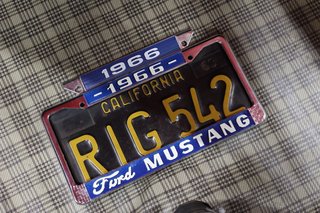 1966
-1966-
CALIFORNIA
RIG 542
Ford MUSTANG